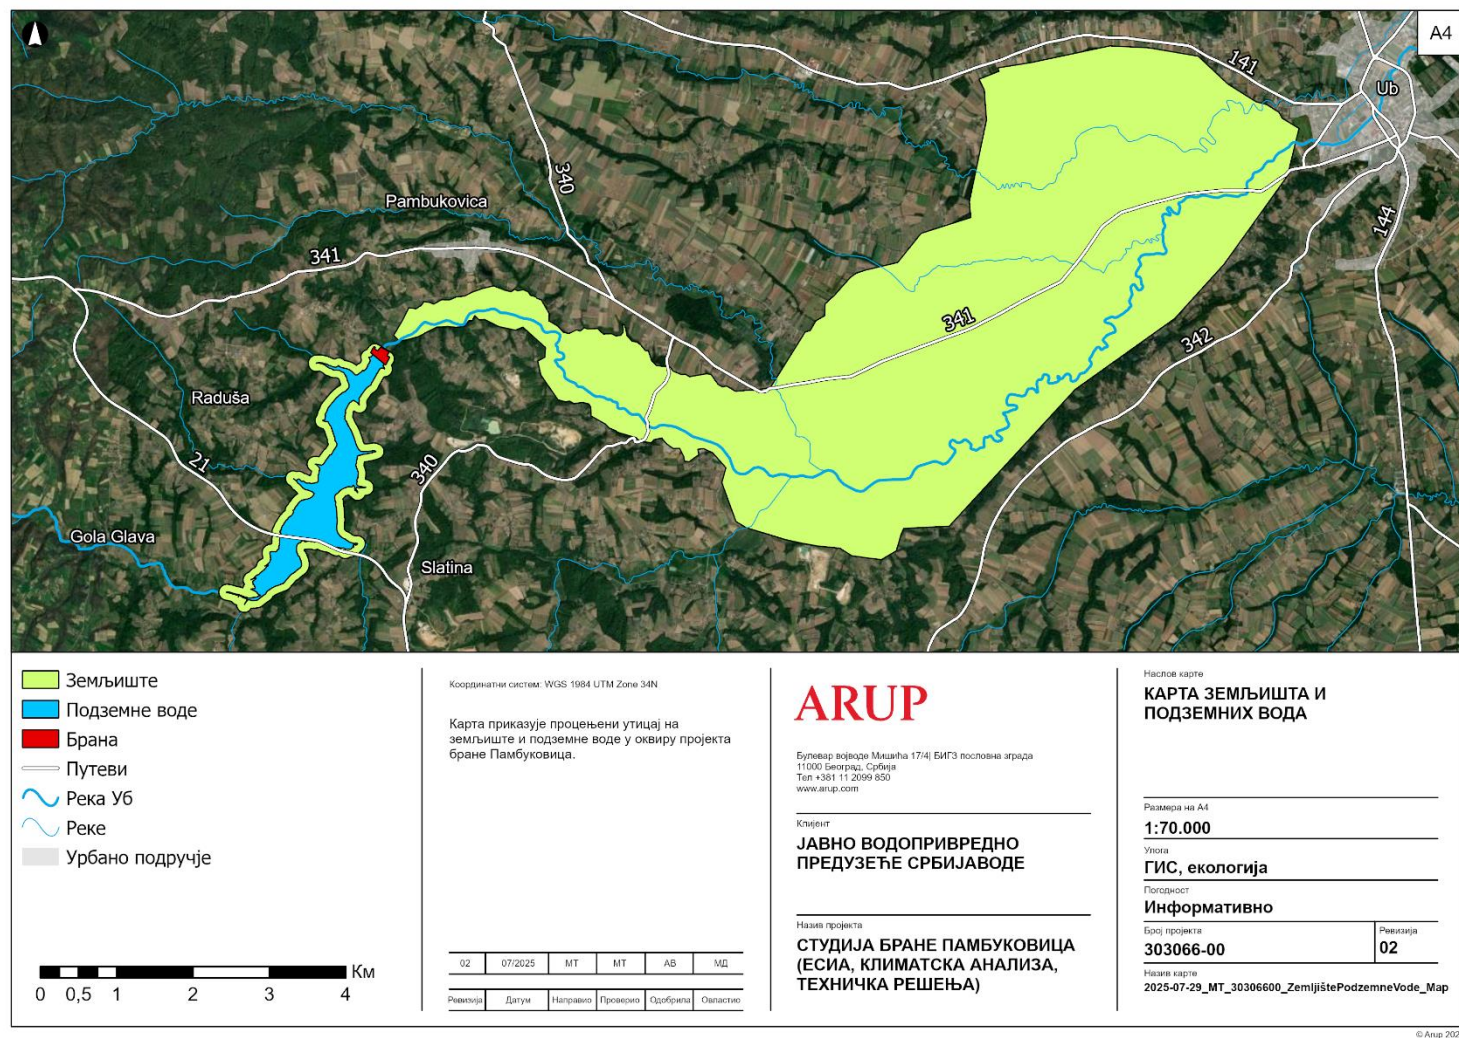 A4
141
Ub
340
Pambukovica
144
341
341
342
Raduša
21
340
Gola Glava
Slatina
Земљиште
Подземне воде
Брана
Путеви
Река Уб
Реке
Урбано подручје
Км
0 0,5 1 2 3 4
Координатни систем: WGS 1984 UTM Zone 34N
Карта приказује процењени утицај на
земљиште и подземне воде у оквиру пројекта
бране Памбуковица.
02 07/2025 МТ МТ АВ МД
Ревизија Датум Направио Проверио Одобрила Овластио
ARUP
Булевар војводе Мишића 17/4| БИГЗ пословна зграда
11000 Београд, Србија
Тел +381 11 2099 850
www.arup.com
Клијент
ЈАВНО ВОДОПРИВРЕДНО
ПРЕДУЗЕЋЕ СРБИЈАВОДЕ
Назив пројекта
СТУДИЈА БРАНЕ ПАМБУКОВИЦА
(ЕСИА, КЛИМАТСКА АНАЛИЗА,
ТЕХНИЧКА РЕШЕЊА)
Наслов карте
КАРТА ЗЕМЉИШТА И
ПОДЗЕМНИХ ВОДА
Размера на А4
1:70.000
Улога
ГИС, екологија
Погодност
Информативно
Број пројекта
303066-00
Ревизија
02
Назив карте
2025-07-29_MT_30306600_ZemljištePodzemneVode_Map
© Arup 202